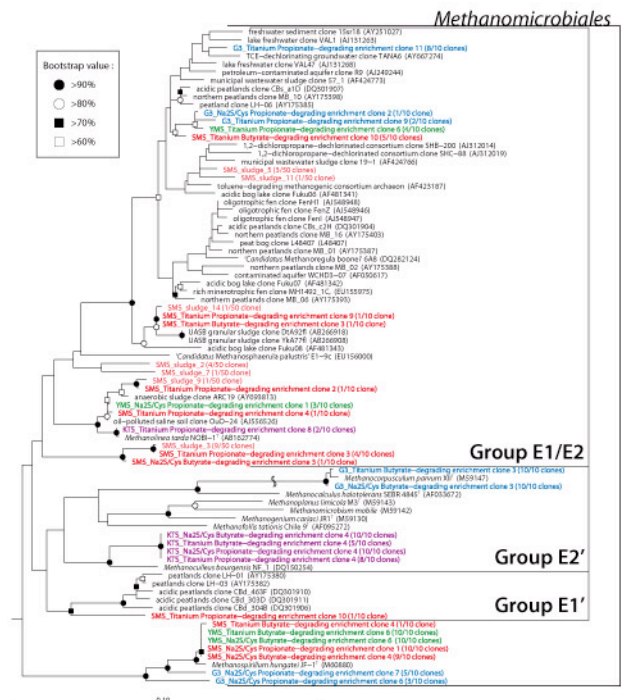 Methanomicrobiales
Bootstrap value :
>90%
>80%
>70%
>60%
freshwater sediment clone 15sr18 (AY251027)
lake freshwater clone VAL1 (AJ131263)
G3_Titanium Propionate-degrading enrichment clone 11 (8/10 clones)
TCE-dechlorinating groundwater clone TANA6 (AY667274)
lake freshwater clone VAL47 (AJ131268)
petroleum-contaminated aquifer clone R9 (AJ240244)
municipal wastewater sludge clone 57_1 (AF424773)
acidic peatlands clone CBs_a1D (DQ301907)
northern peatlands clone MB_1D (AY175398)
peatland clone LH-06 (AY175385)
G3_Na2S/Cys Propionate-degrading enrichment clone 2 (1/10 clone)
G3_Titanium Propionate-degrading enrichment clone 9 (2/10 clones)
YMS_Titanium Propionate-degrading enrichment clone 6 (4/10 clones)
SMS_Titanium Butyrate-degrading enrichment clone 10 (5/10 clones)
1,2-dichloropropane-dechlorinated consortium clone SHB-200 (AJ312014)
1,2-dichloropropane-dechlorinated consortium clone SHC-88 (AJ312019)
municipal wastewater sludge clone 19-1 (AF424766)
SMS_sludge_5 (5/50 clones)
SMS_sludge_11 (1/50 clone)
toluene-degrading methanogenic consortium archaeon (AF423187)
acidic bog lake clone Fuku06 (AF481341)
oligotrophic fen clone FenH1 (AJ548948)
oligotrophic fen clone FenZ (AJ548946)
oligotrophic fen clone FenI (AJ548947)
acidic peatlands clone CBs_c2H (DQ301904)
northern peatlands clone MB_16 (AY175403)
peat bog clone L48407 (L48407)
northern peatlands clone MB_01 (AY175387)
'Candidatus Methanoregula boonei' 6A8 (DQ282124)
northern peatlands clone MB_02 (AY175388)
contaminated aquifer WCHD3-07 (AF050617)
acidic bog lake clone Fuku07 (AF481342)
rich minerotrophic fen clone MH1492_1C, (EU155975)
northern peatlands clone MB_06 (AY175393)
SMS_sludge_14 (1/50 clone)
SMS_Titanium Propionate-degrading enrichment clone 9 (1/10 clone)
SMS_Titanium Butyrate-degrading enrichment clone 3 (1/10 clone)
UASB granular sludge clone DtA92fl (AB266918)
UASB granular sludge clone YkA77fl (AB266908)
acidic bog lake clone Fuku08 (AF481343)
'Candidatus Methanosphaerula palustris' E1-9c (EU156000)
SMS_sludge_2 (4/50 clones)
SMS_sludge_7 (1/50 clone)
SMS_sludge_9 (1/50 clone)
SMS_Titanium Propionate-degrading enrichment clone 2 (1/10 clone)
anaerobic sludge clone ARC19 (AY695813)
YMS_Na2S/Cys Propionate-degrading enrichment clone 1 (3/10 clones)
SMS_Titanium Propionate-degrading enrichment clone 4 (1/10 clone)
oil-polluted saline soil clone OuD-24 (AJ556526)
KTS_Titanium Propionate-degrading enrichment clone 8 (2/10 clones)
Methanolinea tarda NOBI-1T (AB162774)
SMS_sludge_3 (9/50 clones)
SMS_Titanium Propionate-degrading enrichment clone 3 (4/10 clones)
SMS_Na2S/Cys Butyrate-degrading enrichment clone 3 (1/10 clone)
Group E1/E2
G3_Titanium Butyrate-degrading enrichment clone 3 (10/10 clones)
Methanocorpusculum parvum XIIT (M59147)
G3_Na2S/Cys Butyrate-degrading enrichment clone 3 (10/10 clones)
Methanocalculus halotolerans SEBR 4845T (AF033672)
Methanoplanus limicola M3T (M59143)
Methanomicrobium mobile (M59142)
Methanogenium cariaci JR1T (M59130)
Methanofollis tationis Chile 9T (AF095272)
KTS_Na2S/Cys Butyrate-degrading enrichment clone 4 (10/10 clones)
KTS_Titanium Butyrate-degrading enrichment clone 4 (5/10 clones)
KTS_Na2S/Cys Propionate-degrading enrichment clone 4 (10/10 clones)
KTS_Titanium Propionate-degrading enrichment clone 4 (8/10 clones)
Methanoculleus bourgensis NF_1 (DQ150254)
Group E2'
peatlands clone LH-01 (AY175380)
peatlands clone LH-03 (AY175382)
acidic peatlands clone CBd_463F (DQ301910)
acidic peatlands clone CBd_303D (DQ301911)
acidic peatlands clone CBd_304B (DQ301906)
SMS_Titanium Propionate-degrading enrichment clone 10 (1/10 clone)
Group E1'
SMS_Titanium Butyrate-degrading enrichment clone 4 (1/10 clone)
YMS_Titanium Butyrate-degrading enrichment clone 6 (10/10 clones)
YMS_Na2S/Cys Butyrate-degrading enrichment clone 6 (10/10 clones)
SMS_Na2S/Cys Propionate-degrading enrichment clone 1 (10/10 clones)
SMS_Na2S/Cys Butyrate-degrading enrichment clone 4 (9/10 clones)
Methanospirillum hungatei JF-1T (M60880)
G3_Na2S/Cys Propionate-degrading enrichment clone 7 (5/10 clones)
G3_Na2S/Cys Propionate-degrading enrichment clone 6 (3/10 clones)
0.10